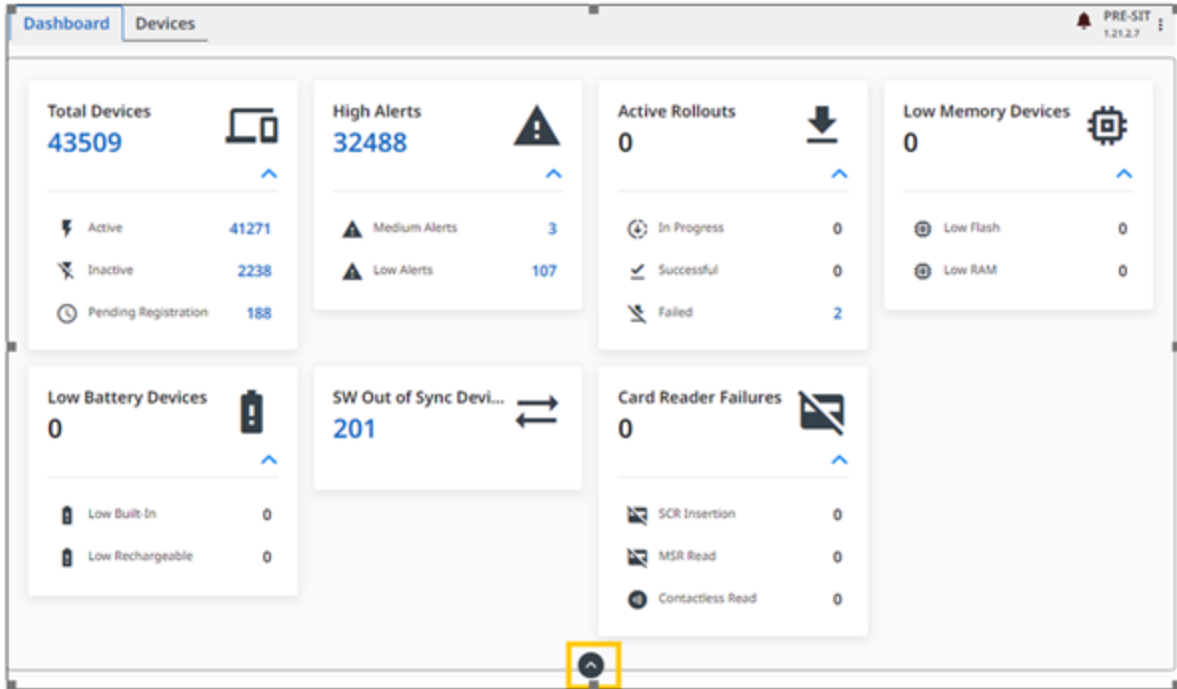 Dashboard Devices
PRE-SIT
1.21.2.7
Total Devices
43509
Active 41271
Inactive 2238
Pending Registration 188
High Alerts
32488
Medium Alerts 3
Low Alerts 107
Active Rollouts
0
In Progress 0
Successful 0
Failed 2
Low Memory Devices
0
Low Flash 0
Low RAM 0
Low Battery Devices
0
Low Built-In 0
Low Rechargeable 0
SW Out of Sync Devi...
201
Card Reader Failures
0
SCR Insertion 0
MSR Read 0
Contactless Read 0